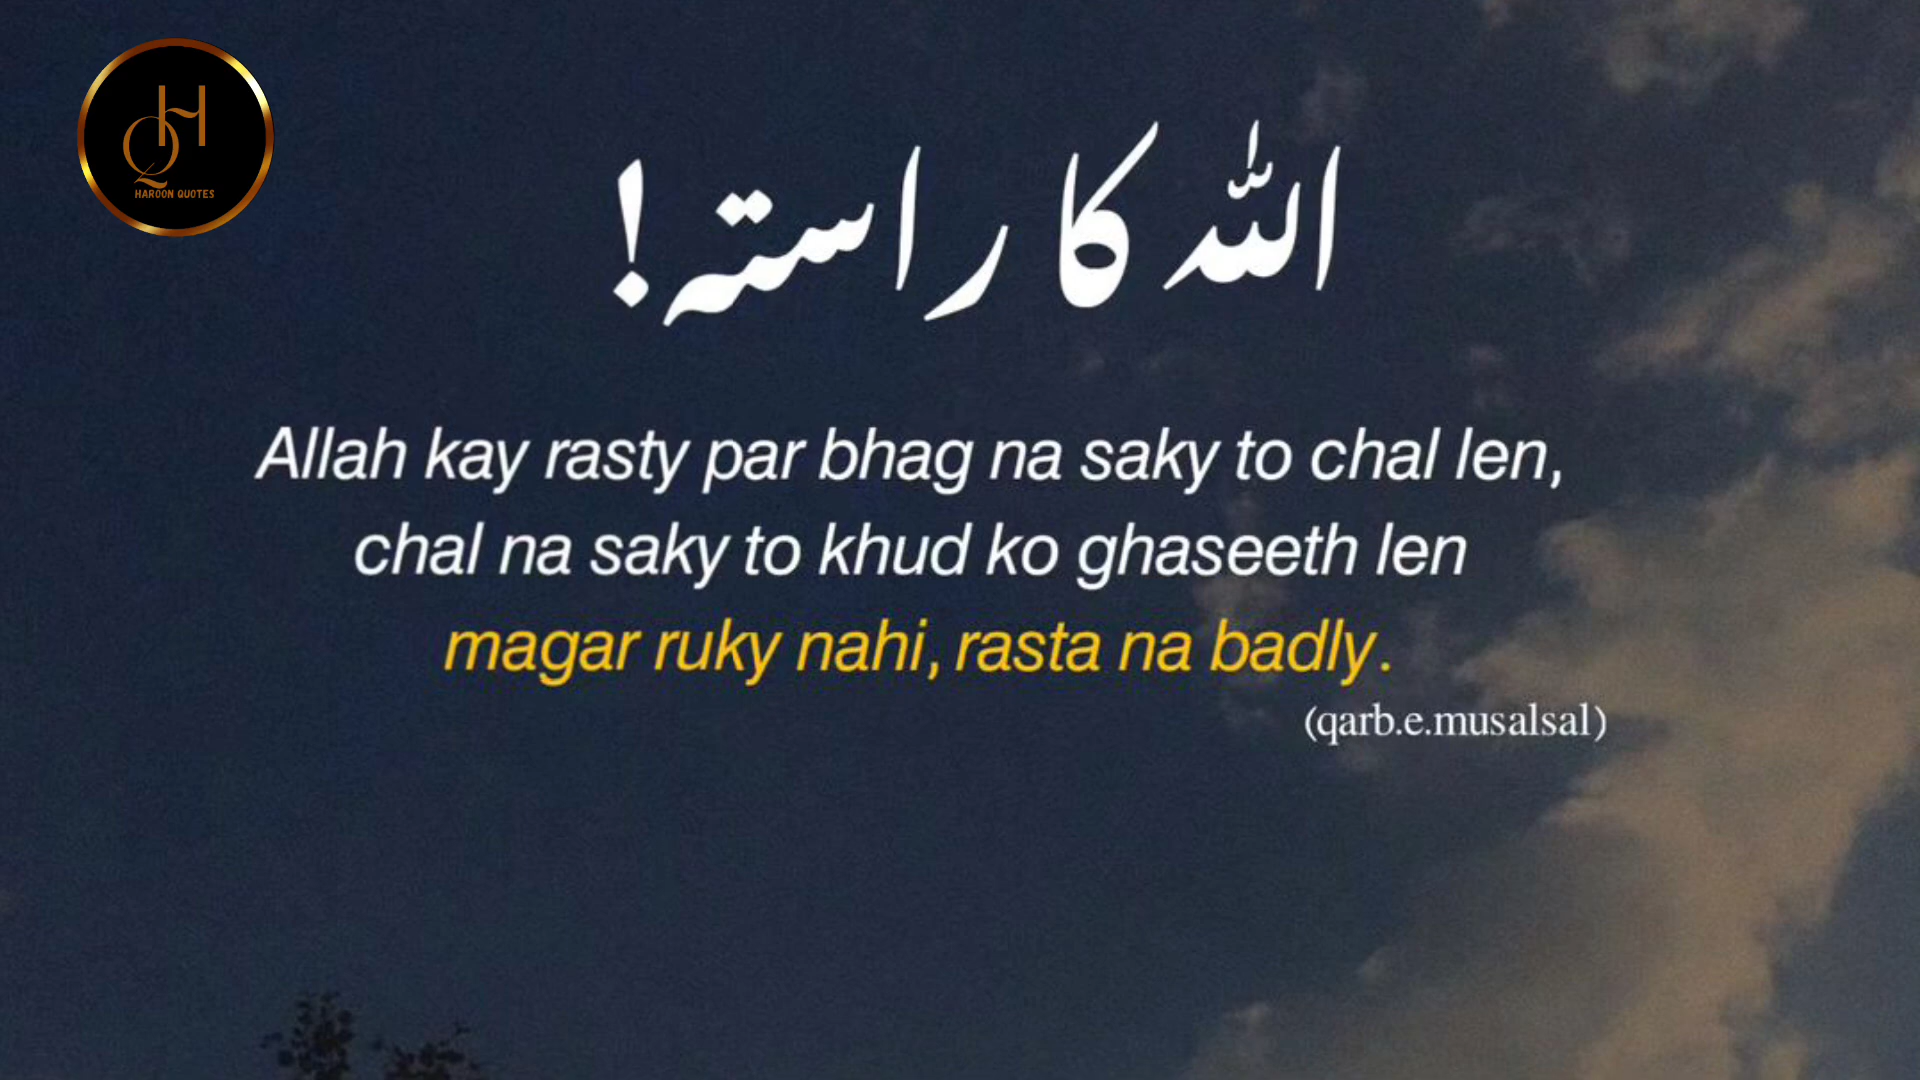 HQ
HAROON QUOTES
اللہ کا راستہ!
Allah kay rasty par bhag na saky to chal len,
chal na saky to khud ko ghaseeth len
magar ruky nahi, rasta na badly.
(qarb.e.musalsal)